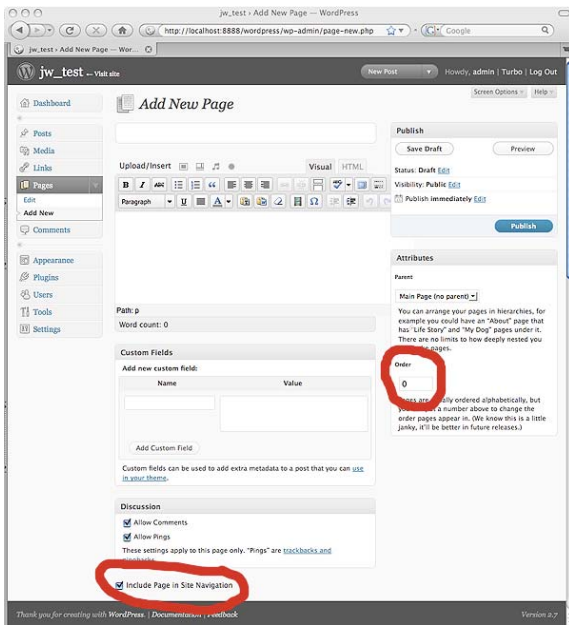 jw_test › Add New Page — WordPress
http://localhost:8888/wordpress/wp-admin/page-new.php
Google
jw_test › Add New Page — Wor...
jw_test ← Visit site
New Post
Howdy, admin | Turbo | Log Out
Screen Options
Help
Dashboard
Posts
Media
Links
Pages
Edit
Add New
Comments
Appearance
Plugins
Users
Tools
Settings
Add New Page
Upload/Insert
Visual
HTML
B I ABC
Paragraph
U A Ω
Path: p
Word count: 0
Custom Fields
Add new custom field:
Name Value
Add Custom Field
Custom fields can be used to add extra metadata to a post that you can use
in your theme.
Discussion
Allow Comments
Allow Pings
These settings apply to this page only. "Pings" are trackbacks and
Include Page in Site Navigation
Publish
Save Draft
Preview
Status: Draft Edit
Visibility: Public Edit
Publish immediately Edit
Publish
Attributes
Parent
Main Page (no parent)
You can arrange your pages in hierarchies, for
example you could have an "About" page that
has "Life Story" and "My Dog" pages under it.
There are no limits to how deeply nested you
pages.
Order
0
Pages are ally ordered alphabetically, but
a number above to change the
order pages appear in. (We know this is a little
janky, it'll be better in future releases.)
Thank you for creating with WordPress. | Documentation | Feedback
Version 2.7